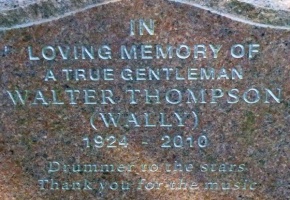 IN
LOVING MEMORY OF
A TRUE GENTLEMAN
WALTER THOMPSON
(WALLY)
1924 - 2010
Drummer to the stars
Thank you for the music